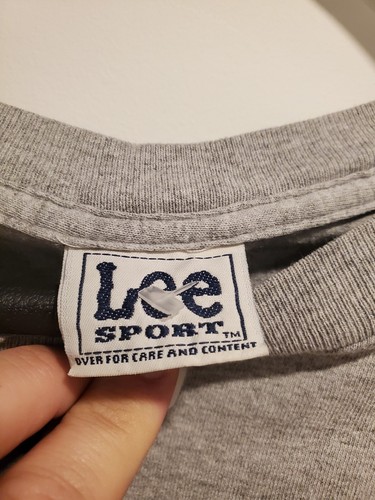 Lee
SPORT™
OVER FOR CARE AND CONTENT